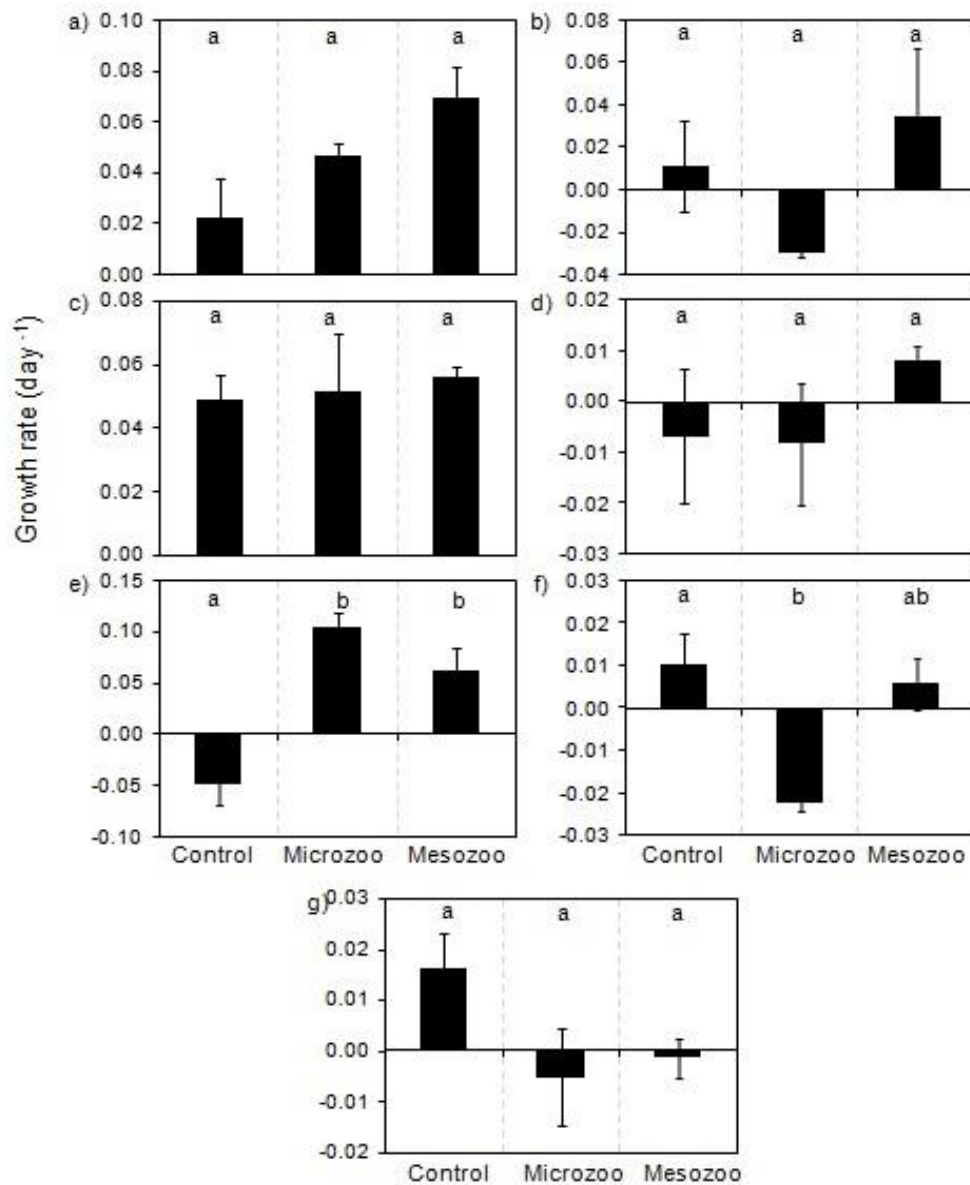 a) 0.10 0.08 0.06 0.04 0.02 0.00
a a a
b) 0.08 0.06 0.04 0.02 0.00 -0.02 -0.04
a a a
c) 0.08 0.06 0.04 0.02 0.00
a a a
d) 0.02 0.01 0.00 -0.01 -0.02 -0.03
a a a
Growth rate (day -1)
e) 0.15 0.10 0.05 0.00 -0.05 -0.10
a b b
Control Microzoo Mesozoo
f) 0.03 0.02 0.01 0.00 -0.01 -0.02 -0.03
a b ab
Control Microzoo Mesozoo
g) 0.03 0.02 0.01 0.00 -0.01 -0.02
a a a
Control Microzoo Mesozoo